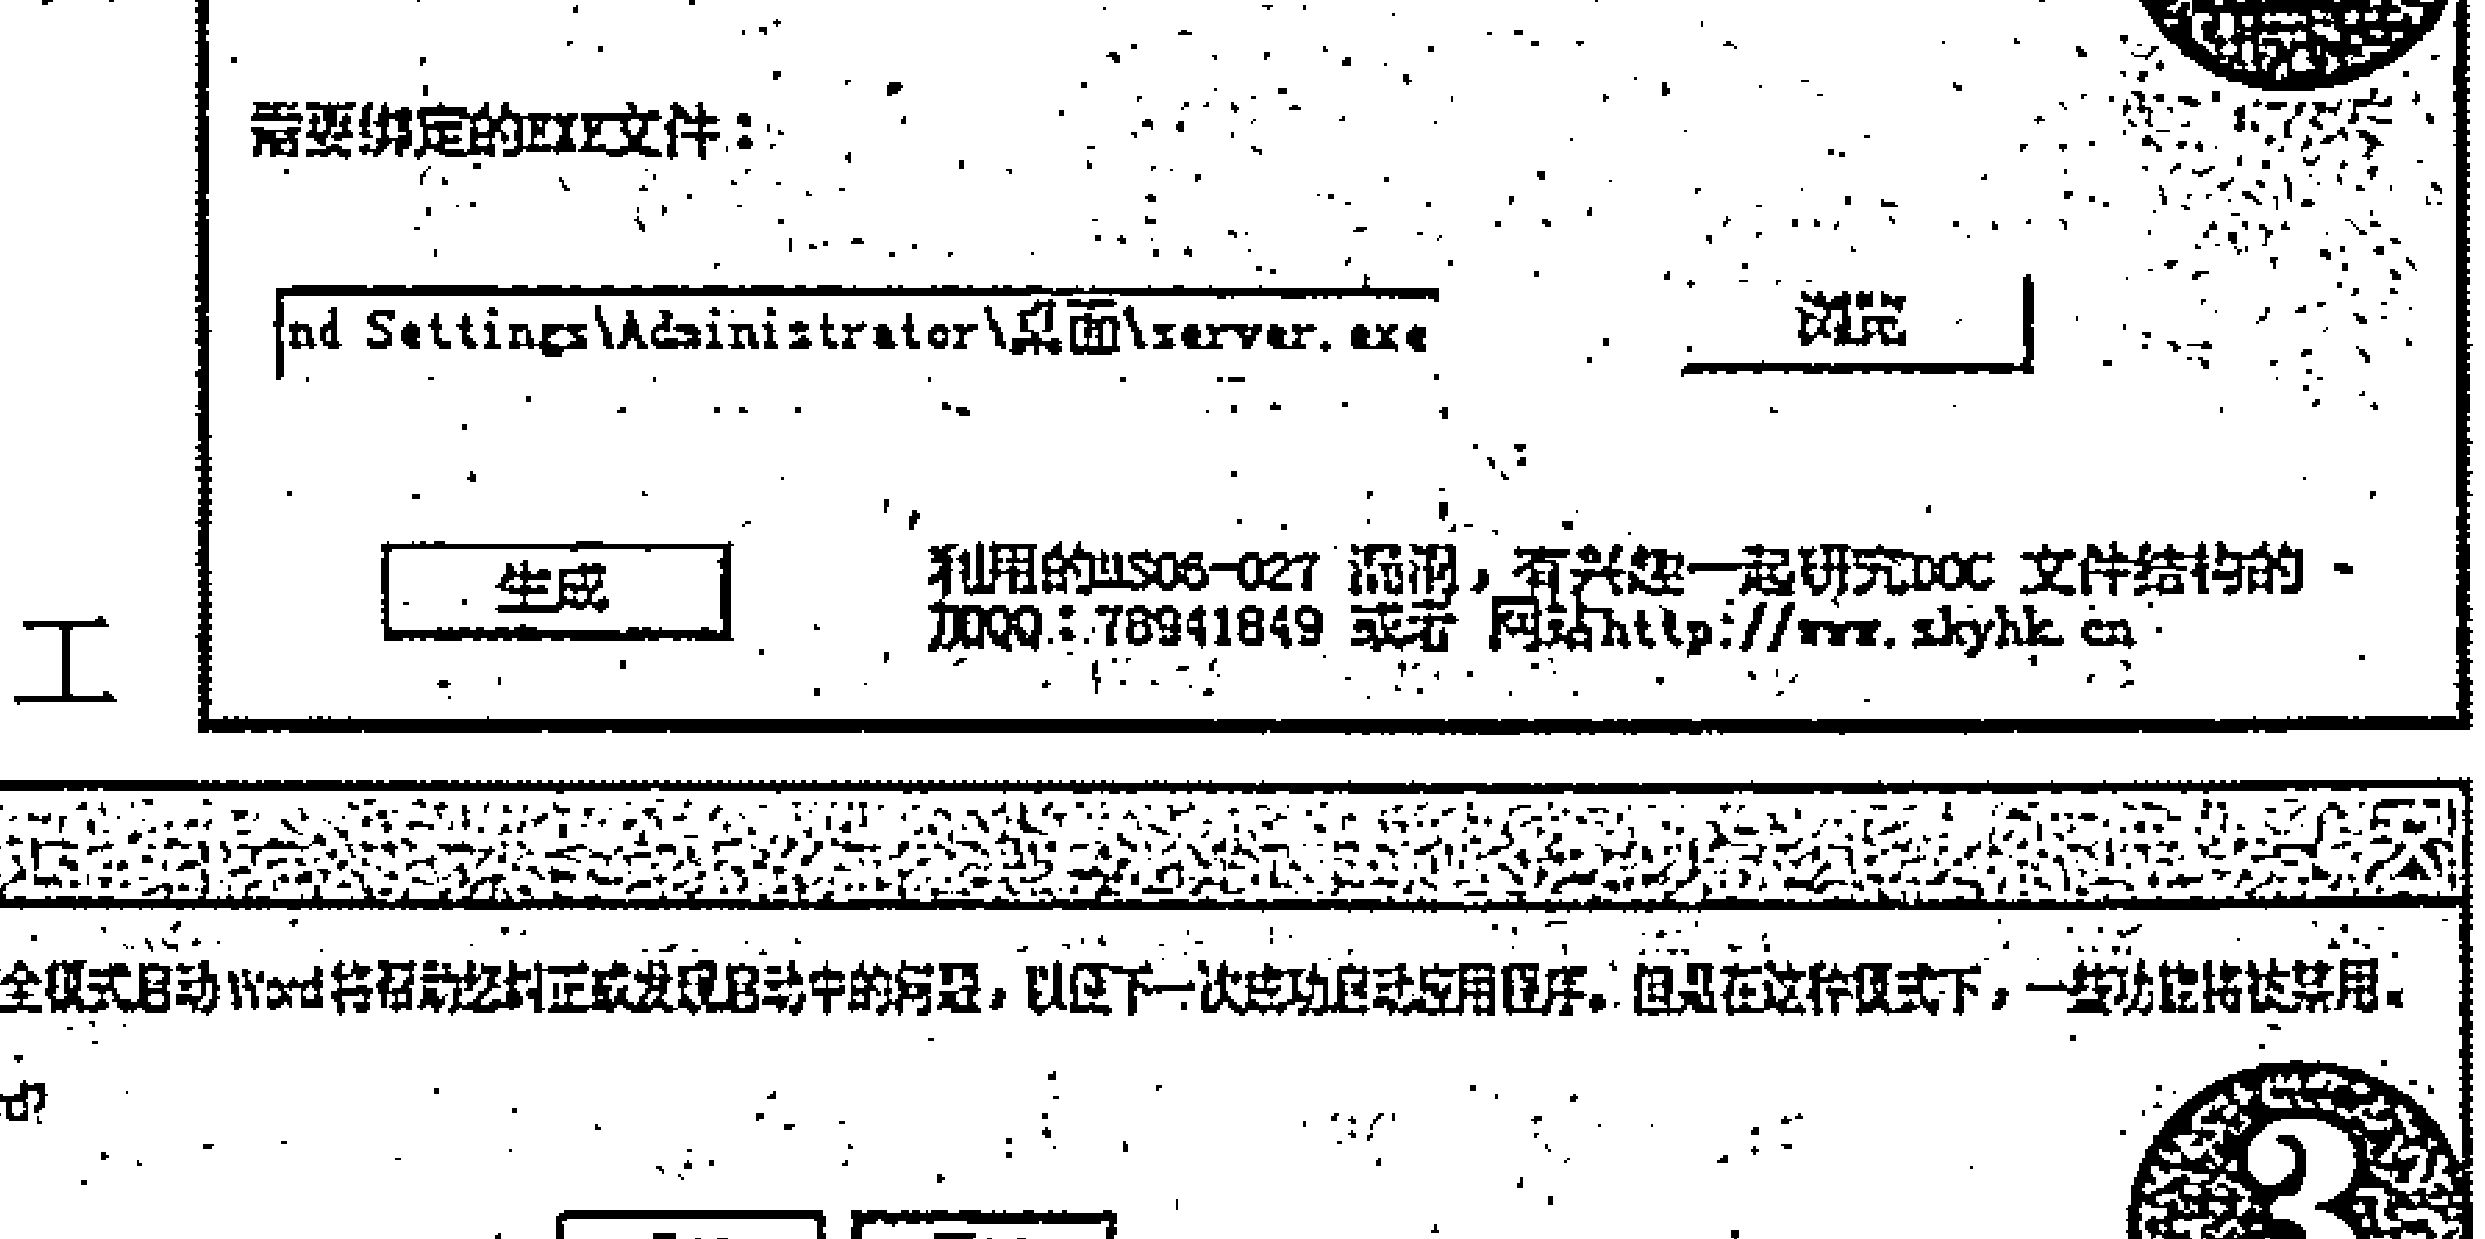 需要绑定的EXE文件：
nd Settings\Administrator\桌面\server.exe
浏览
生成
利用的MS06-027 漏洞，有兴趣一起研究DOC 文件结构的
加QQ：78941849 或者 网站http://www.skyhk.cn
工
全模式启动Word将帮助您纠正或发现启动中的问题，以便下一次成功启动应用程序。但是在这种模式下，一些功能将被禁用。
d?
3